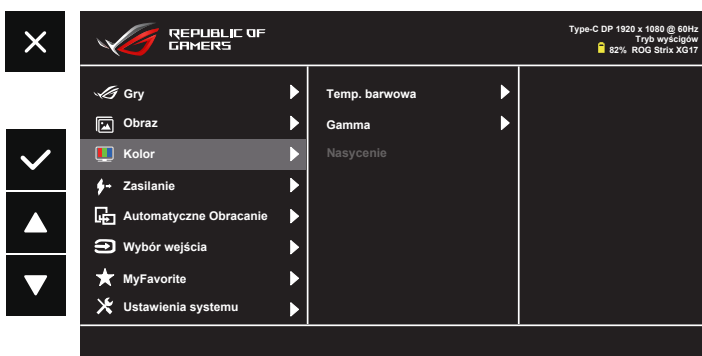 REPUBLIC OF
GAMERS
Type-C DP 1920 x 1080 @ 60Hz
Tryb wyścigów
82% ROG Strix XG17
Gry
Obraz
Kolor
Zasilanie
Automatyczne Obracanie
Wybór wejścia
MyFavorite
Ustawienia systemu
Temp. barwowa
Gamma
Nasycenie